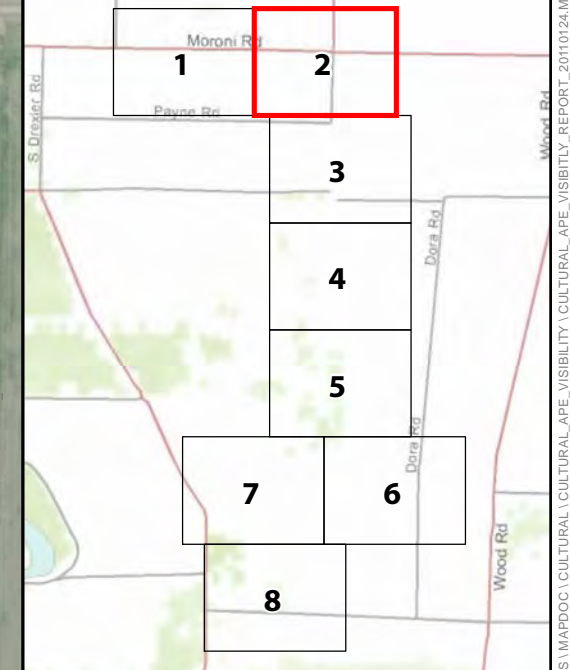 Moroni Rd
1
2
S Drexler Rd
Payne Rd
Wood Rd
3
Dora Rd
4
5
Dora Rd
7
6
Wood Rd
8
S \ MAPDOC \ CULTURAL \ CULTURAL_APE_VISIBILITY \ CULTURAL_APE_VISIBITLY_REPORT_20110124.M